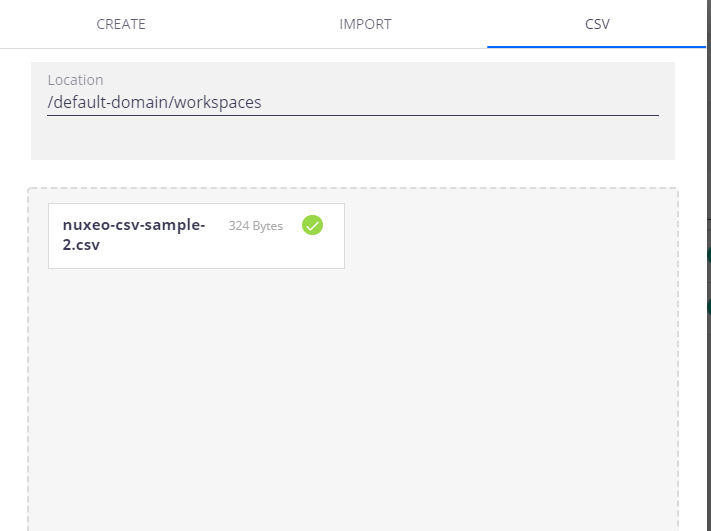 CREATE IMPORT CSV
Location
/default-domain/workspaces
nuxeo-csv-sample- 324 Bytes
2.csv